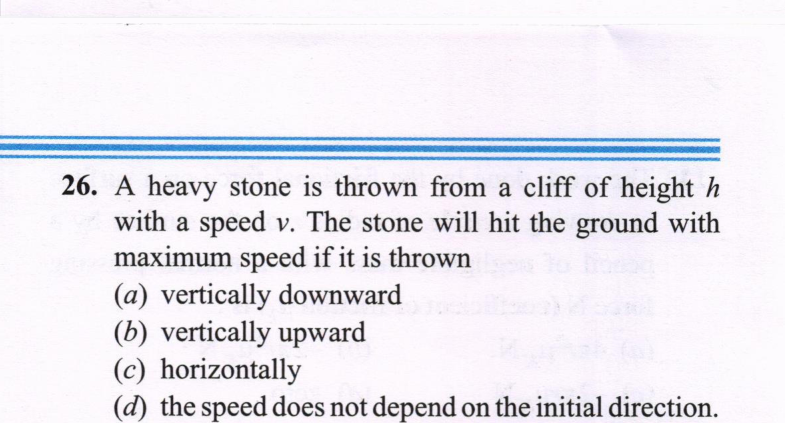 26. A heavy stone is thrown from a cliff of height h
with a speed v. The stone will hit the ground with
maximum speed if it is thrown
(a) vertically downward
(b) vertically upward
(c) horizontally
(d) the speed does not depend on the initial direction.